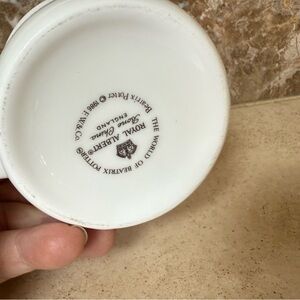 THE WORLD OF BEATRIX POTTER®
ROYAL ALBERT®
Bone China
ENGLAND
Beatrix Potter © 1986 F.W.&Co.